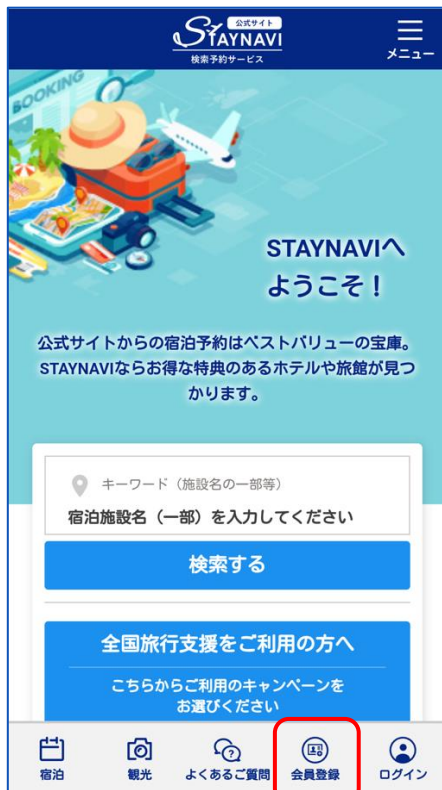 公式サイト
STAYNAVI
検索予約サービス
メニュー
BOOKING
STAYNAVIへ
ようこそ！
公式サイトからの宿泊予約はベストバリューの宝庫。
STAYNAVIならお得な特典のあるホテルや旅館が見つ
かります。
キーワード（施設名の一部等）
宿泊施設名（一部）を入力してください
検索する
全国旅行支援をご利用の方へ
こちらからご利用のキャンペーンを
お選びください
宿泊
観光
よくあるご質問
会員登録
ログイン